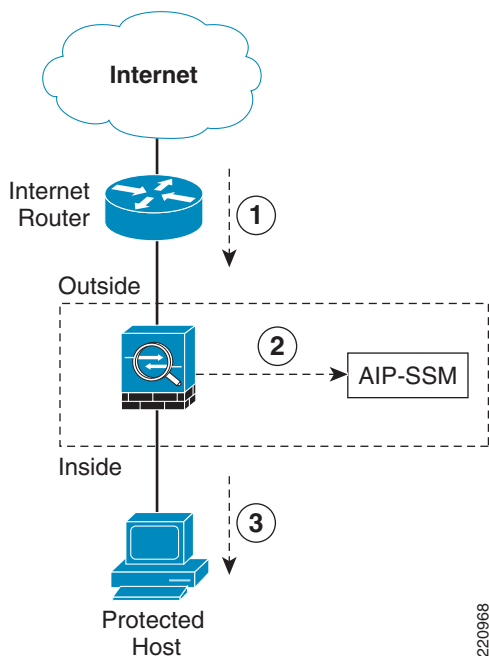 Internet
Internet
Router
1
Outside
2
AIP-SSM
Inside
3
Protected
Host
220968